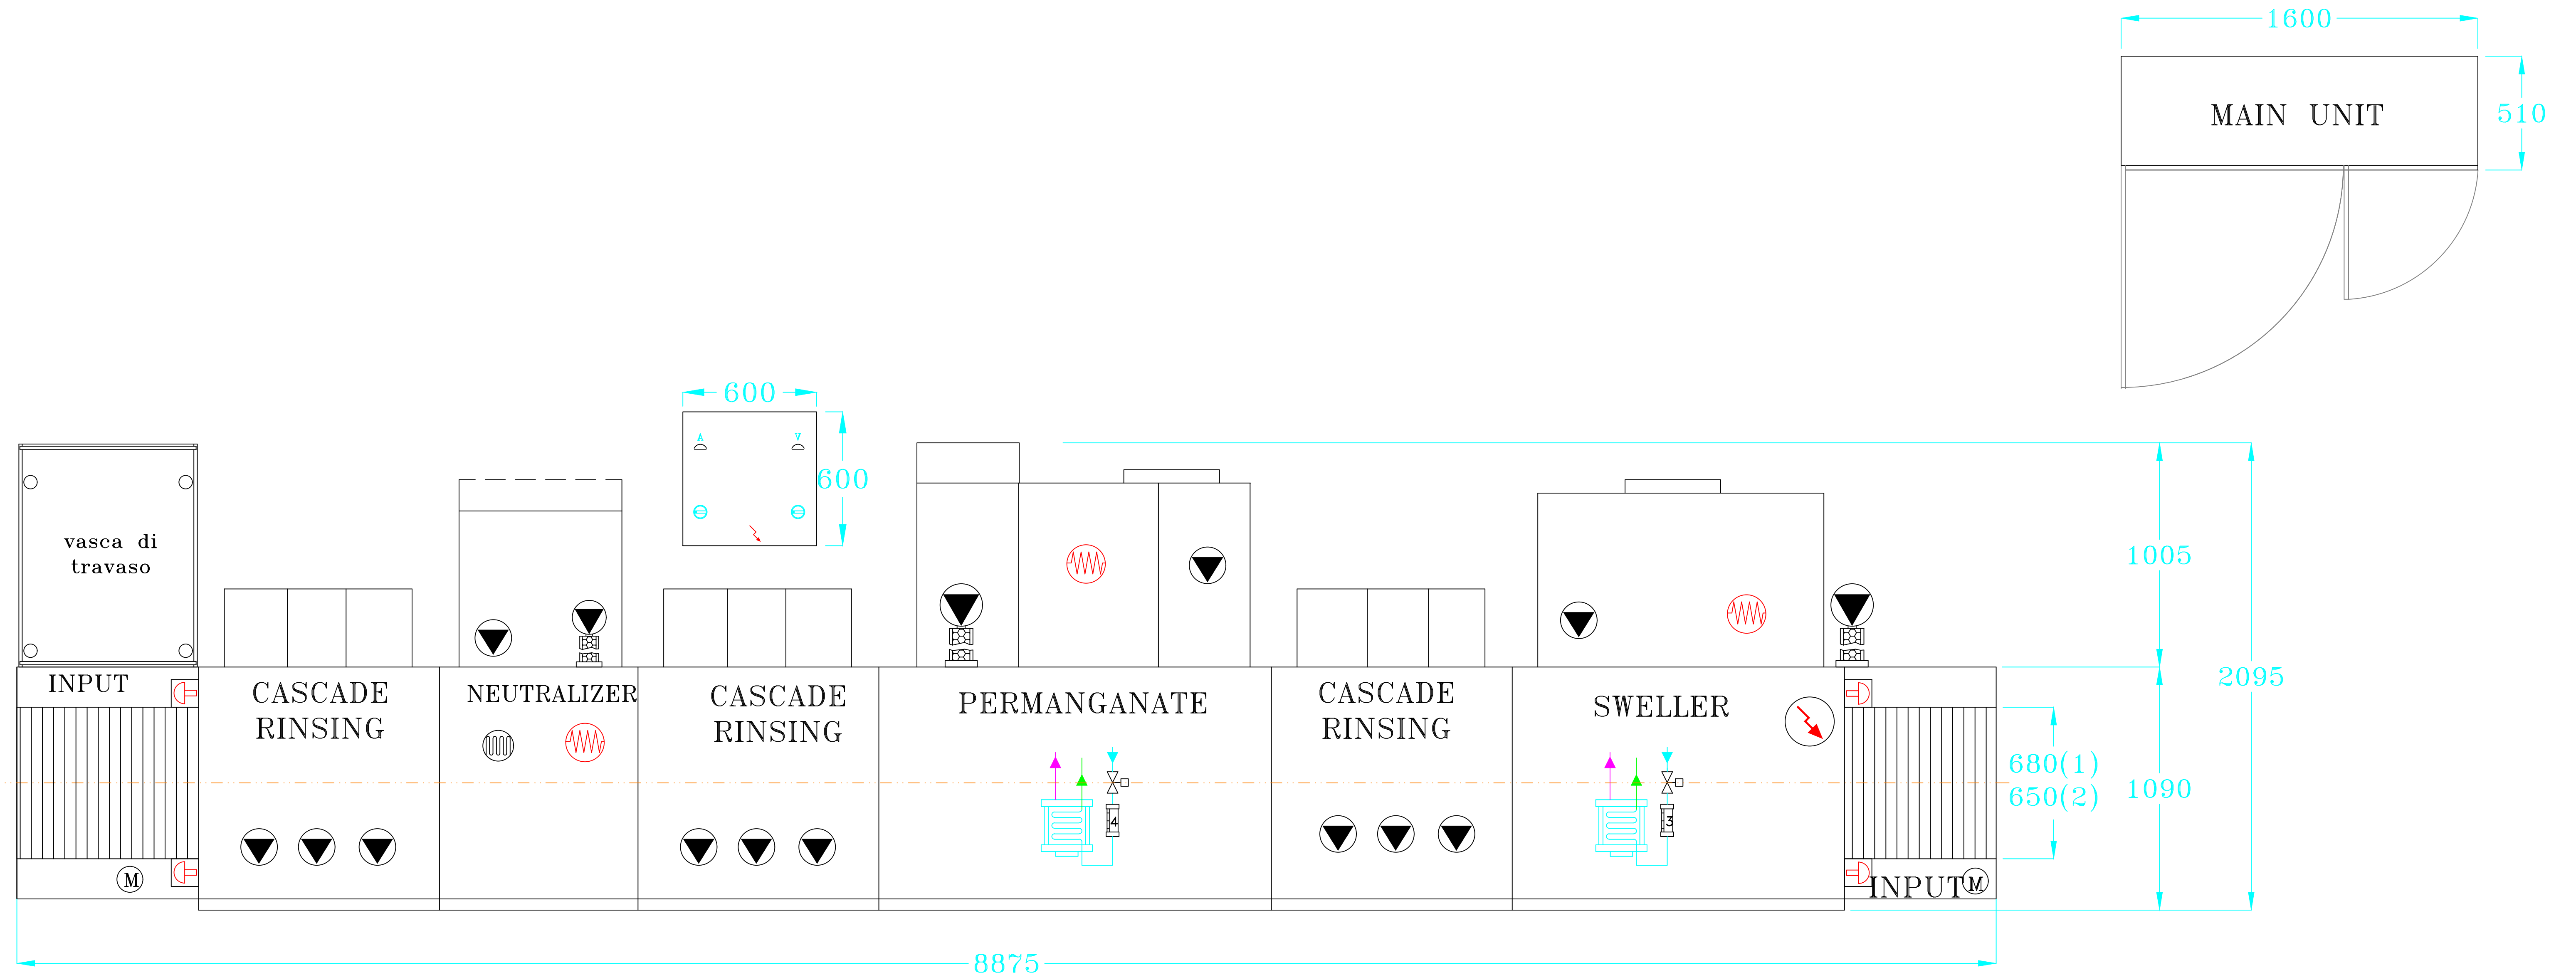 1600
MAIN UNIT
510
600
A
V
600
vasca di
travaso
1005
2095
INPUT
CASCADE
RINSING
NEUTRALIZER
CASCADE
RINSING
PERMANGANATE
CASCADE
RINSING
SWELLER
680(1)
650(2)
1090
4
3
M
INPUT
M
8875